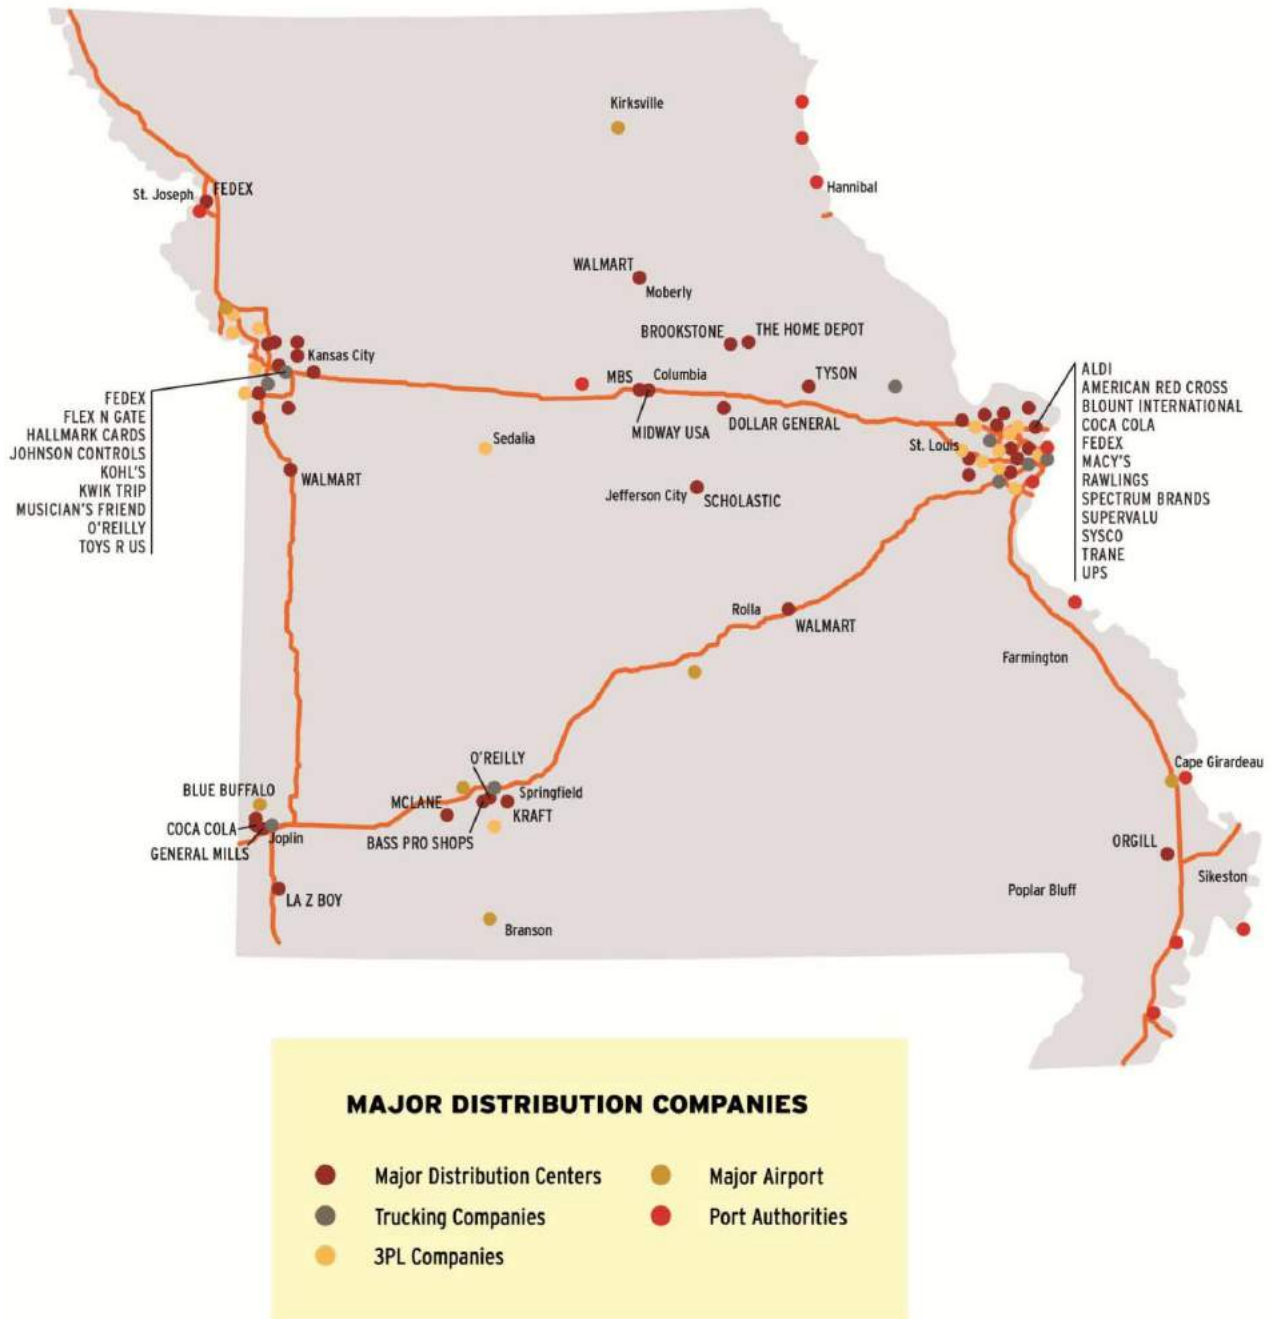 Kirksville
Hannibal
St. Joseph
FEDEX
WALMART
Moberly
BROOKSTONE
THE HOME DEPOT
Kansas City
MBS
Columbia
TYSON
MIDWAY USA
DOLLAR GENERAL
ALDI
AMERICAN RED CROSS
BLOUNT INTERNATIONAL
COCA COLA
FEDEX
MACY'S
RAWLINGS
SPECTRUM BRANDS
SUPERVALU
SYSCO
TRANE
UPS
FEDEX
FLEX N GATE
HALLMARK CARDS
JOHNSON CONTROLS
KOHL'S
KWIK TRIP
MUSICIAN'S FRIEND
O'REILLY
TOYS R US
St. Louis
Sedalia
WALMART
Jefferson City
SCHOLASTIC
Rolla
WALMART
Farmington
O'REILLY
Cape Girardeau
BLUE BUFFALO
MCLANE
Springfield
KRAFT
COCA COLA
Joplin
BASS PRO SHOPS
GENERAL MILLS
ORGILL
Sikeston
LA Z BOY
Poplar Bluff
Branson
MAJOR DISTRIBUTION COMPANIES
Major Distribution Centers
Major Airport
Trucking Companies
Port Authorities
3PL Companies